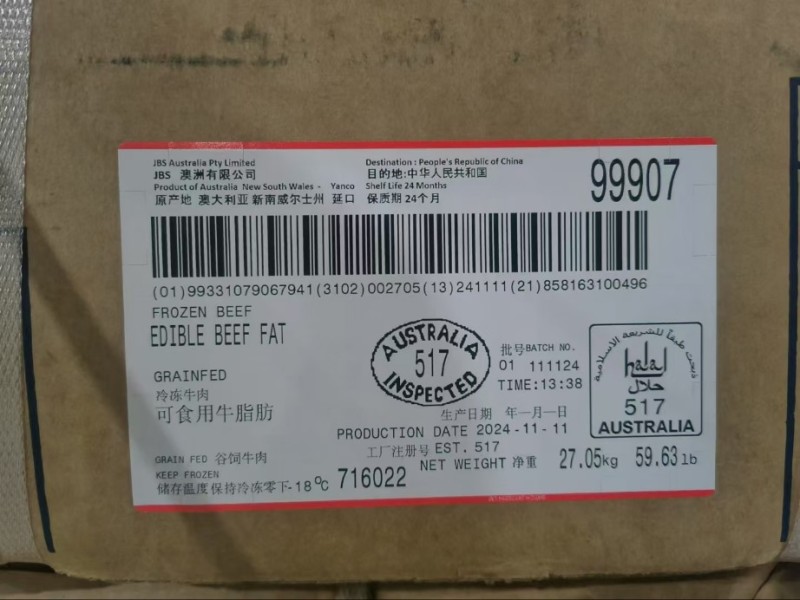 JBS Australia Pty Limited
JBS 澳洲有限公司
Product of Australia New South Wales - Yanco
原产地 澳大利亚 新南威尔士州 延口
Destination : People's Republic of China
目的地:中华人民共和国
Shelf Life 24 Months
保质期 24个月
99907
(01)99331079067941(3102)002705(13)241111(21)858163100496
FROZEN BEEF
EDIBLE BEEF FAT
GRAINFED
冷冻牛肉
可食用牛脂肪
AUSTRALIA
517
INSPECTED
批号BATCH NO.
01 111124
TIME:13:38
halal
حلال
517
AUSTRALIA
生产日期 年—月—日
PRODUCTION DATE 2024-11-11
工厂注册号 EST. 517
NET WEIGHT 净重 27.05kg 59.63lb
GRAIN FED 谷饲牛肉
KEEP FROZEN
储存温度保持冷冻零下-18℃ 716022